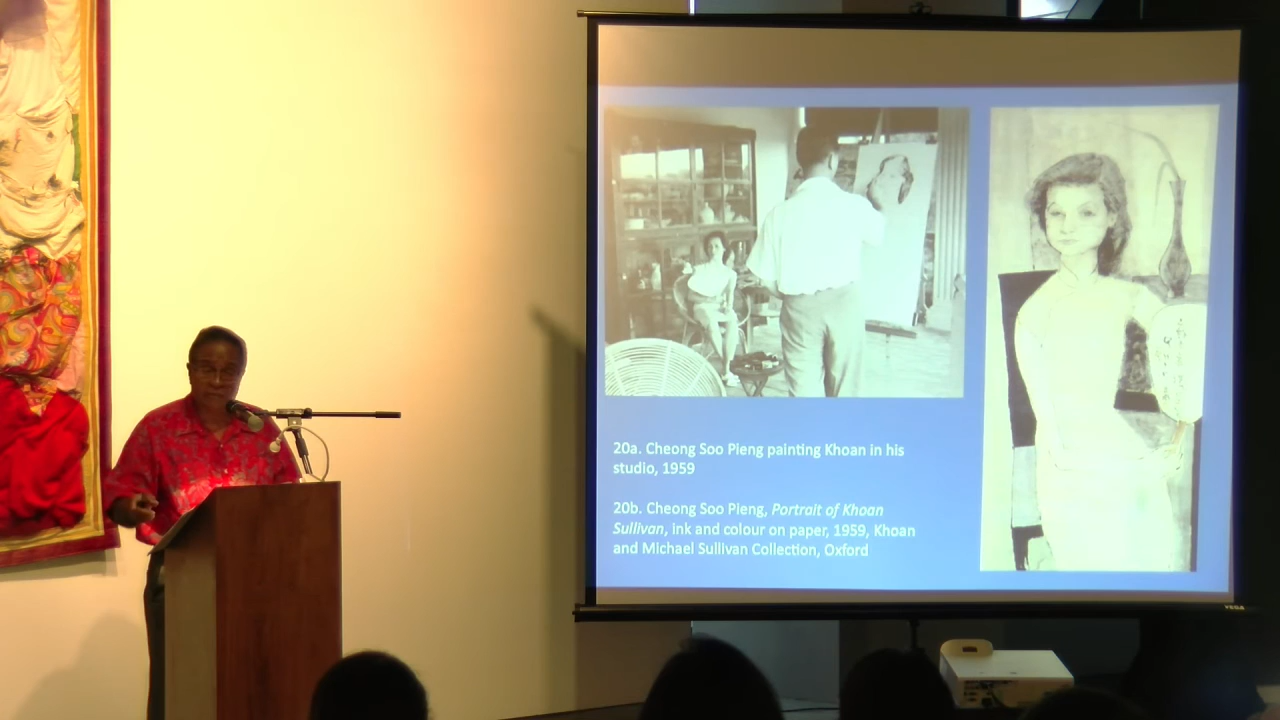 20a. Cheong Soo Pieng painting Khoan in his
studio, 1959
20b. Cheong Soo Pieng, Portrait of Khoan
Sullivan, ink and colour on paper, 1959, Khoan
and Michael Sullivan Collection, Oxford